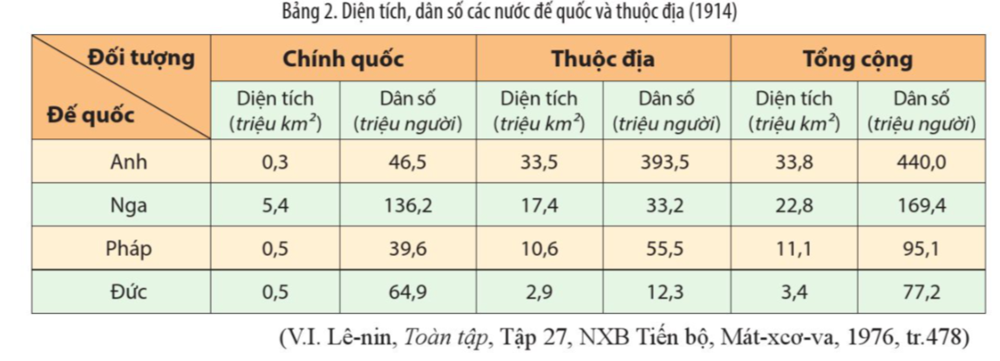 Bảng 2. Diện tích, dân số các nước đế quốc và thuộc địa (1914)
Đối tượng Chính quốc Thuộc địa Tổng cộng
Đế quốc
Diện tích Dân số Diện tích Dân số Diện tích Dân số
(triệu km²) (triệu người) (triệu km²) (triệu người) (triệu km²) (triệu người)
Anh 0,3 46,5 33,5 393,5 33,8 440,0
Nga 5,4 136,2 17,4 33,2 22,8 169,4
Pháp 0,5 39,6 10,6 55,5 11,1 95,1
Đức 0,5 64,9 2,9 12,3 3,4 77,2
(V.I. Lê-nin, Toàn tập, Tập 27, NXB Tiến bộ, Mát-xcơ-va, 1976, tr.478)